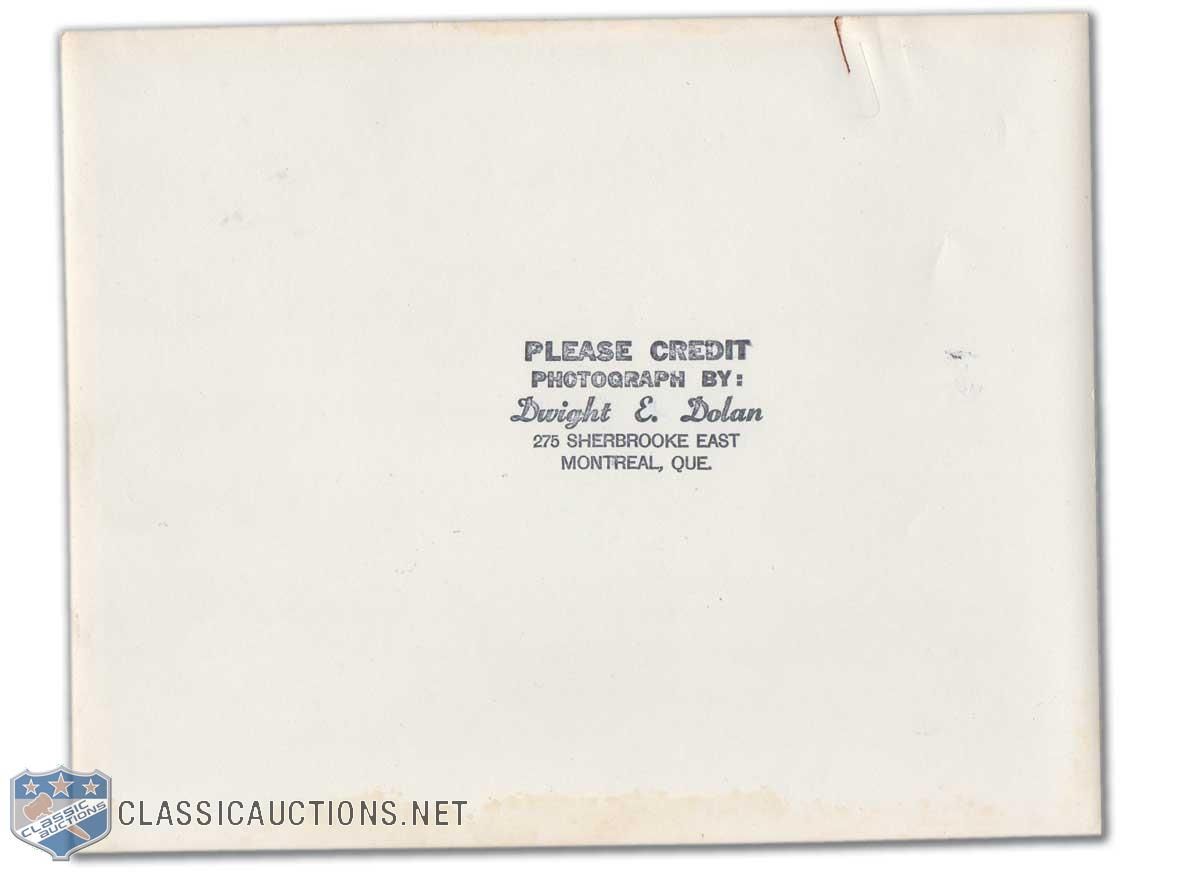 PLEASE CREDIT
PHOTOGRAPH BY:
Dwight E. Dolan
275 SHERBROOKE EAST
MONTREAL, QUE.
CLASSIC
AUCTIONS
CLASSICAUCTIONS.NET